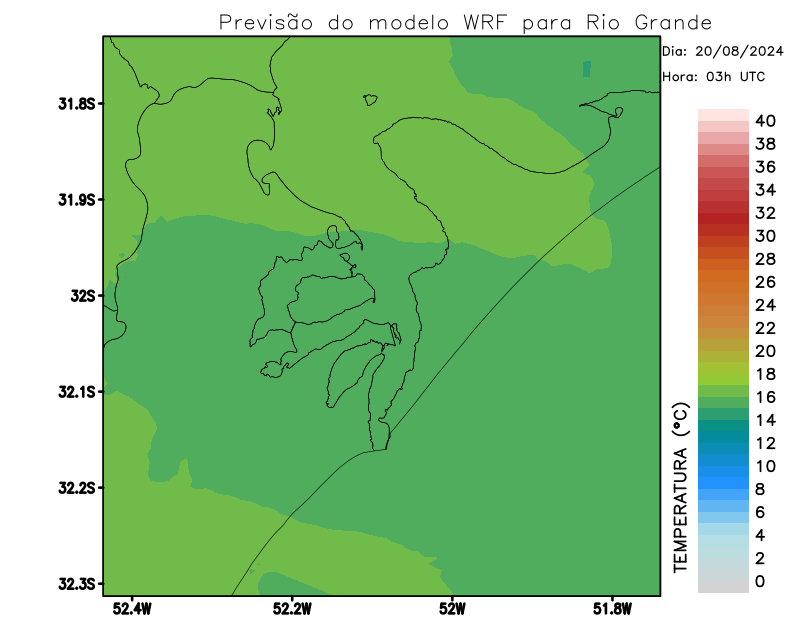 Previsão do modelo WRF para Rio Grande
Dia: 20/08/2024
Hora: 03h UTC
31.8S
31.9S
32S
32.1S
32.2S
32.3S
52.4W
52.2W
52W
51.8W
TEMPERATURA (°C)
40
38
36
34
32
30
28
26
24
22
20
18
16
14
12
10
8
6
4
2
0